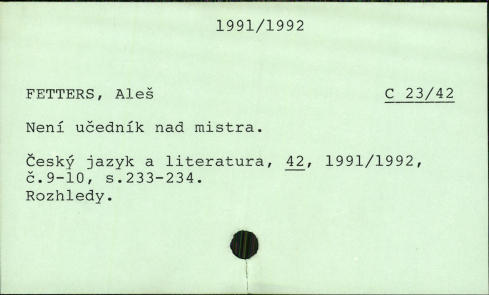 1991/1992
FETTERS, Aleš C 23/42
Není učedník nad mistra.
Český jazyk a literatura, 42, 1991/1992,
č.9-10, s.233-234.
Rozhledy.